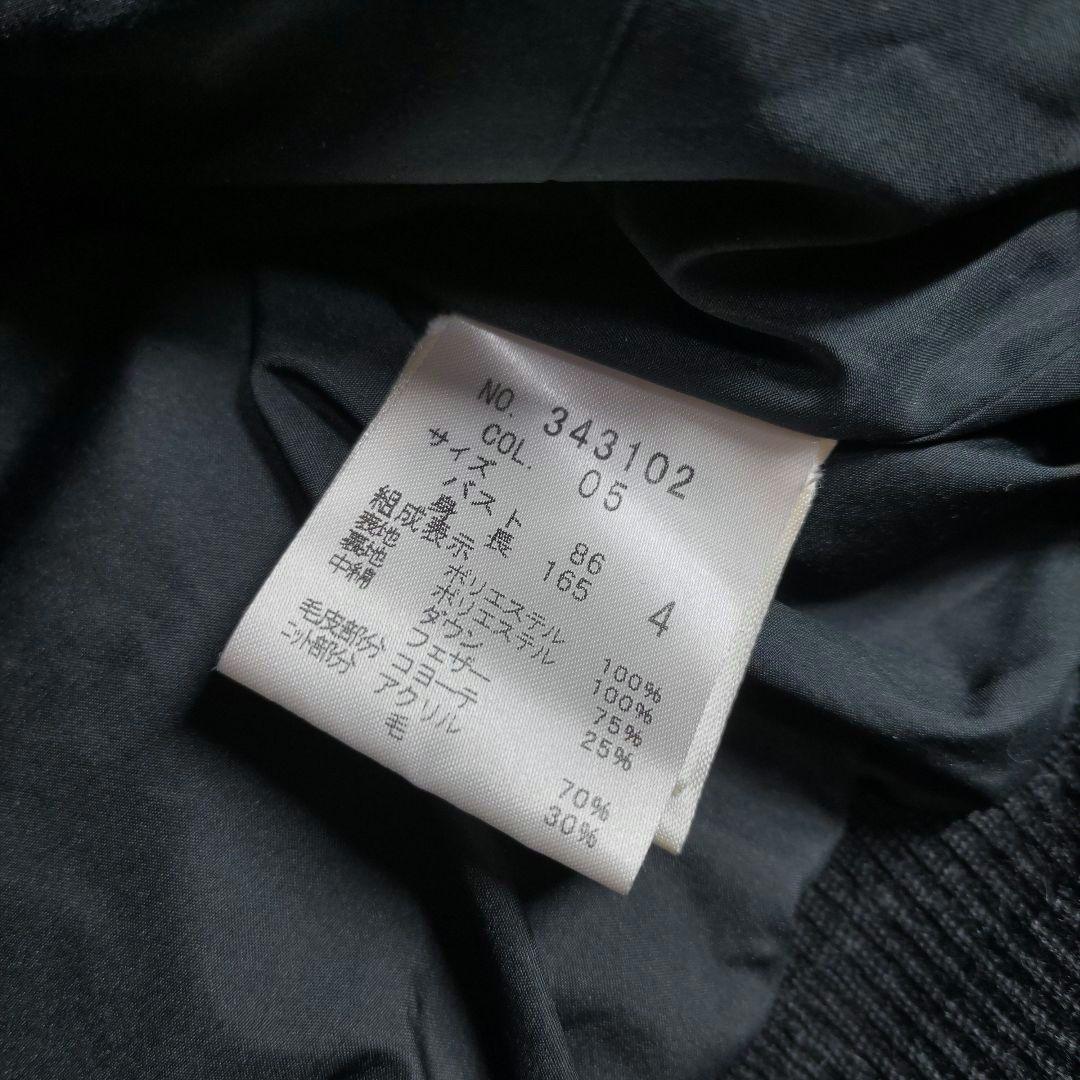 NO. 343102
COL. 05
サイズ 4
バスト 86
身長 165
組成表示
表地 ポリエステル 100%
裏地 ポリエステル 100%
中綿 ダウン 75%
フェザー 25%
毛皮部分 コヨーテ
ニット部分 アクリル 70%
毛 30%